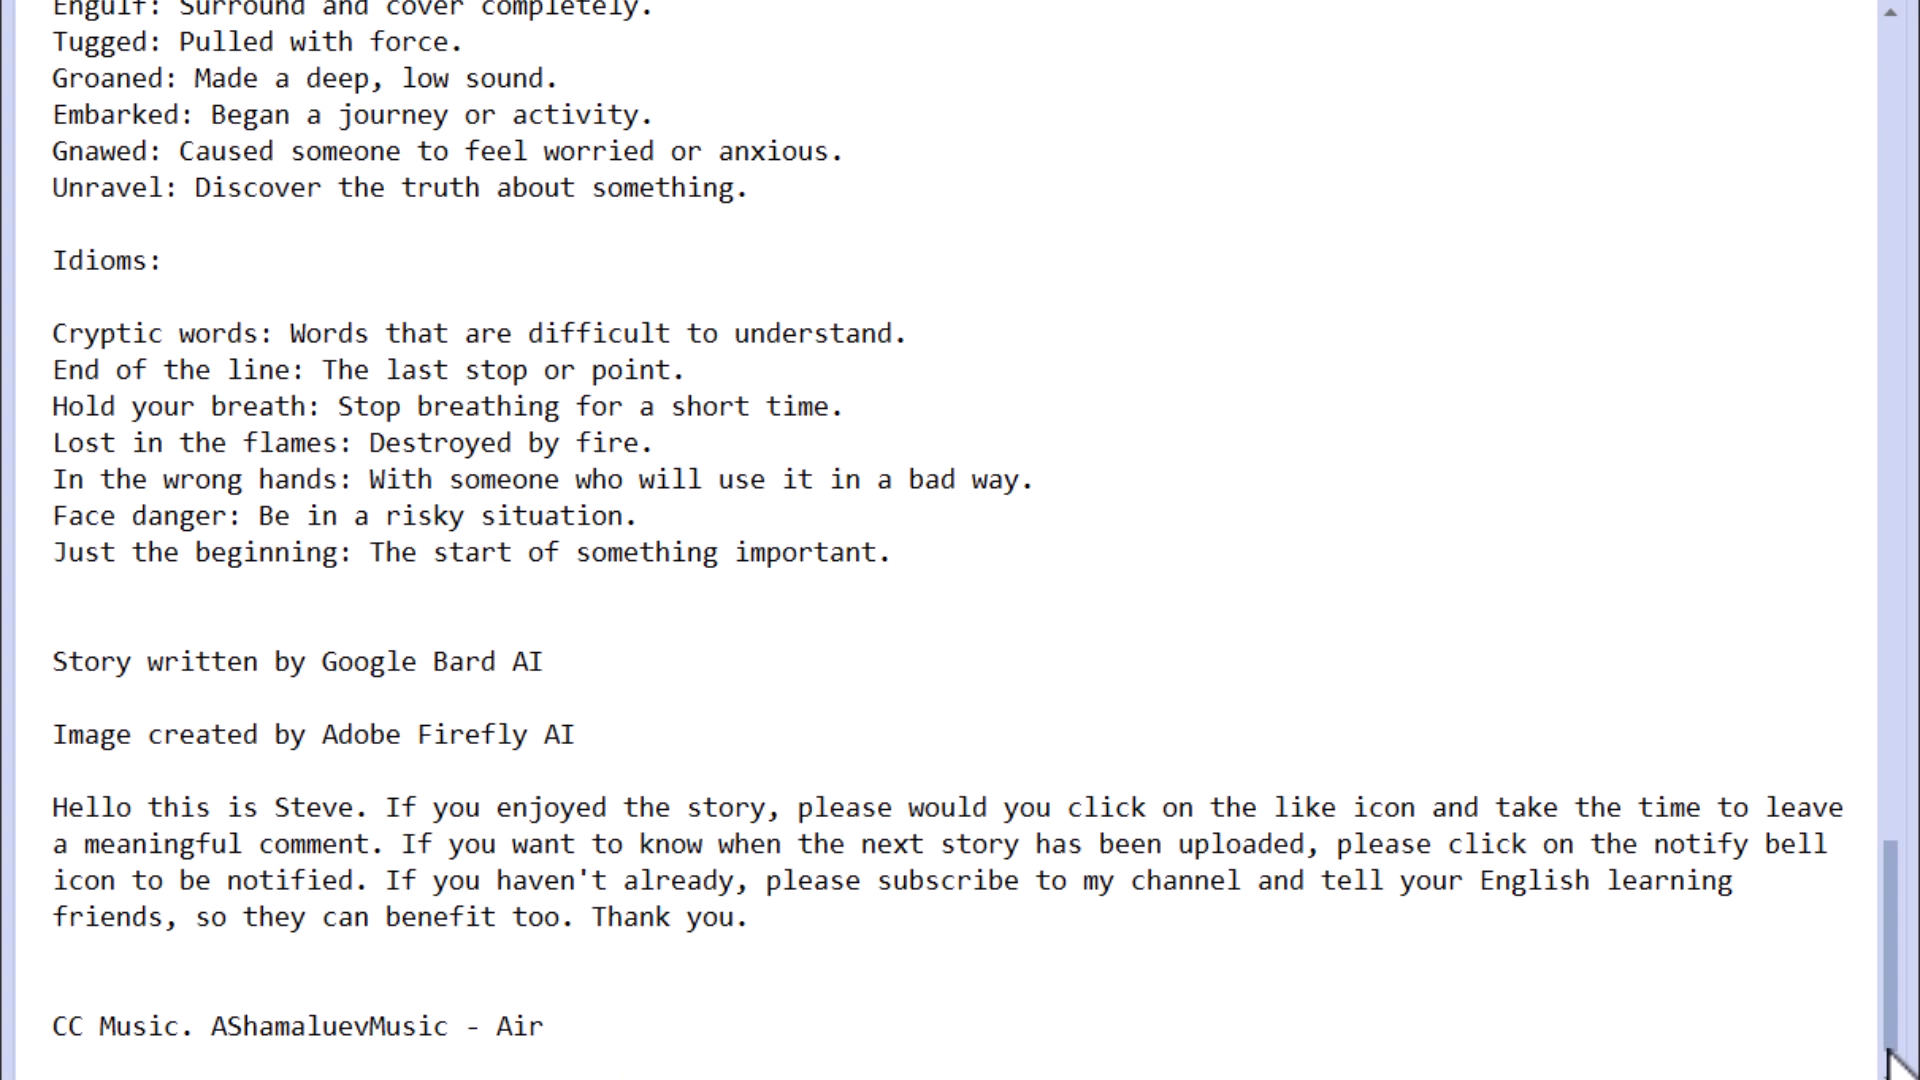 Engulf: Surround and cover completely.
Tugged: Pulled with force.
Groaned: Made a deep, low sound.
Embarked: Began a journey or activity.
Gnawed: Caused someone to feel worried or anxious.
Unravel: Discover the truth about something.
Idioms:
Cryptic words: Words that are difficult to understand.
End of the line: The last stop or point.
Hold your breath: Stop breathing for a short time.
Lost in the flames: Destroyed by fire.
In the wrong hands: With someone who will use it in a bad way.
Face danger: Be in a risky situation.
Just the beginning: The start of something important.
Story written by Google Bard AI
Image created by Adobe Firefly AI
Hello this is Steve. If you enjoyed the story, please would you click on the like icon and take the time to leave
a meaningful comment. If you want to know when the next story has been uploaded, please click on the notify bell
icon to be notified. If you haven't already, please subscribe to my channel and tell your English learning
friends, so they can benefit too. Thank you.
CC Music. AShamaluevMusic - Air